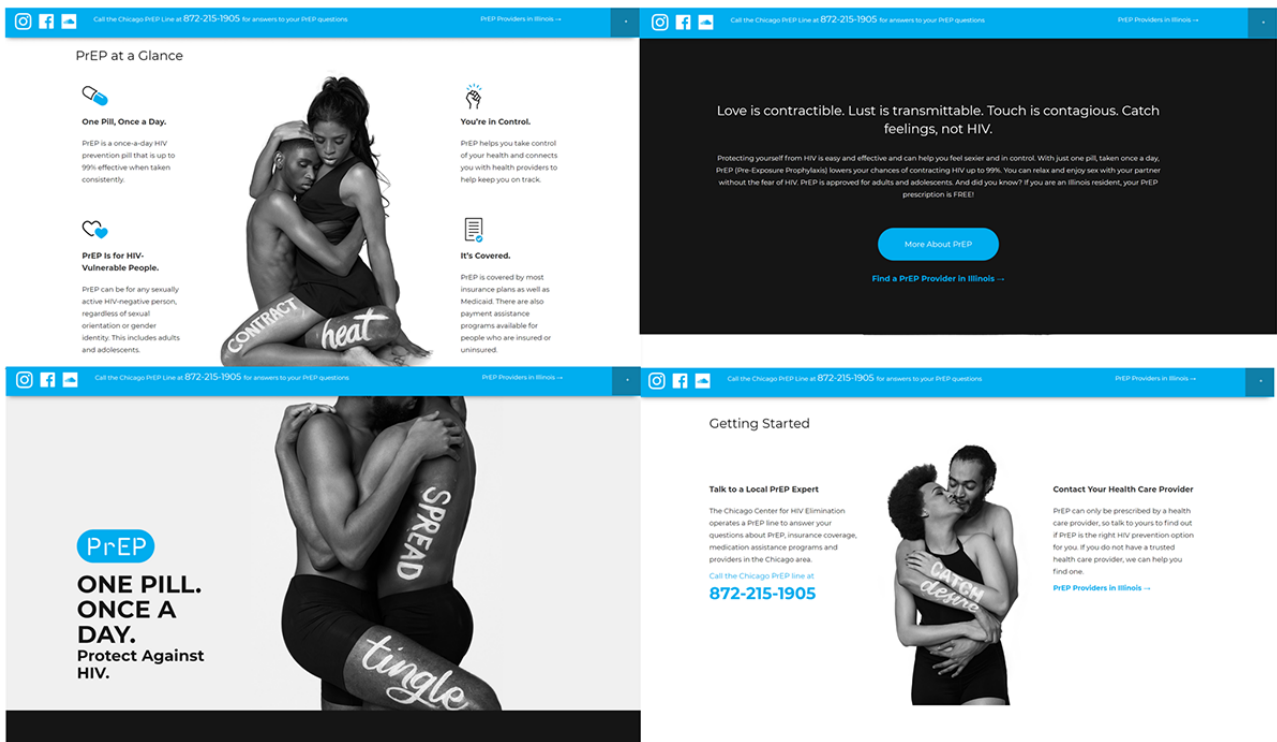 Call the Chicago PrEP Line at 872-215-1905 for answers to your PrEP questions
PrEP Providers in Illinois →
PrEP at a Glance
One Pill, Once a Day.
PrEP is a once-a-day HIV
prevention pill that is up to
99% effective when taken
consistently.
PrEP Is for HIV-
Vulnerable People.
PrEP can be for any sexually
active HIV-negative person,
regardless of sexual
orientation or gender
identity. This includes adults
and adolescents.
CONTRACT
heat
You're in Control.
PrEP helps you take control
of your health and connects
you with health providers to
help keep you on track.
It's Covered.
PrEP is covered by most
insurance plans as well as
Medicaid. There are also
payment assistance
programs available for
people who are insured or
uninsured.
Call the Chicago PrEP Line at 872-215-1905 for answers to your PrEP questions
PrEP Providers in Illinois →
Love is contractible. Lust is transmittable. Touch is contagious. Catch
feelings, not HIV.
Protecting yourself from HIV is easy and effective and can help you feel sexier and in control. With just one pill, taken once a day,
PrEP (Pre-Exposure Prophylaxis) lowers your chances of contracting HIV up to 99%. You can relax and enjoy sex with your partner
without the fear of HIV. PrEP is approved for adults and adolescents. And did you know? If you are an Illinois resident, your PrEP
prescription is FREE!
More About PrEP
Find a PrEP Provider in Illinois →
Call the Chicago PrEP Line at 872-215-1905 for answers to your PrEP questions
PrEP Providers in Illinois →
PrEP
ONE PILL.
ONCE A
DAY.
Protect Against
HIV.
SPREAD
tingle
Call the Chicago PrEP Line at 872-215-1905 for answers to your PrEP questions
PrEP Providers in Illinois →
Getting Started
Talk to a Local PrEP Expert
The Chicago Center for HIV Elimination
operates a PrEP line to answer your
questions about PrEP, insurance coverage,
medication assistance programs and
providers in the Chicago area.
Call the Chicago PrEP line at
872-215-1905
CATCH
desire
Contact Your Health Care Provider
PrEP can only be prescribed by a health
care provider, so talk to yours to find out
if PrEP is the right HIV prevention option
for you. If you do not have a trusted
health care provider, we can help you
find one.
PrEP Providers in Illinois →